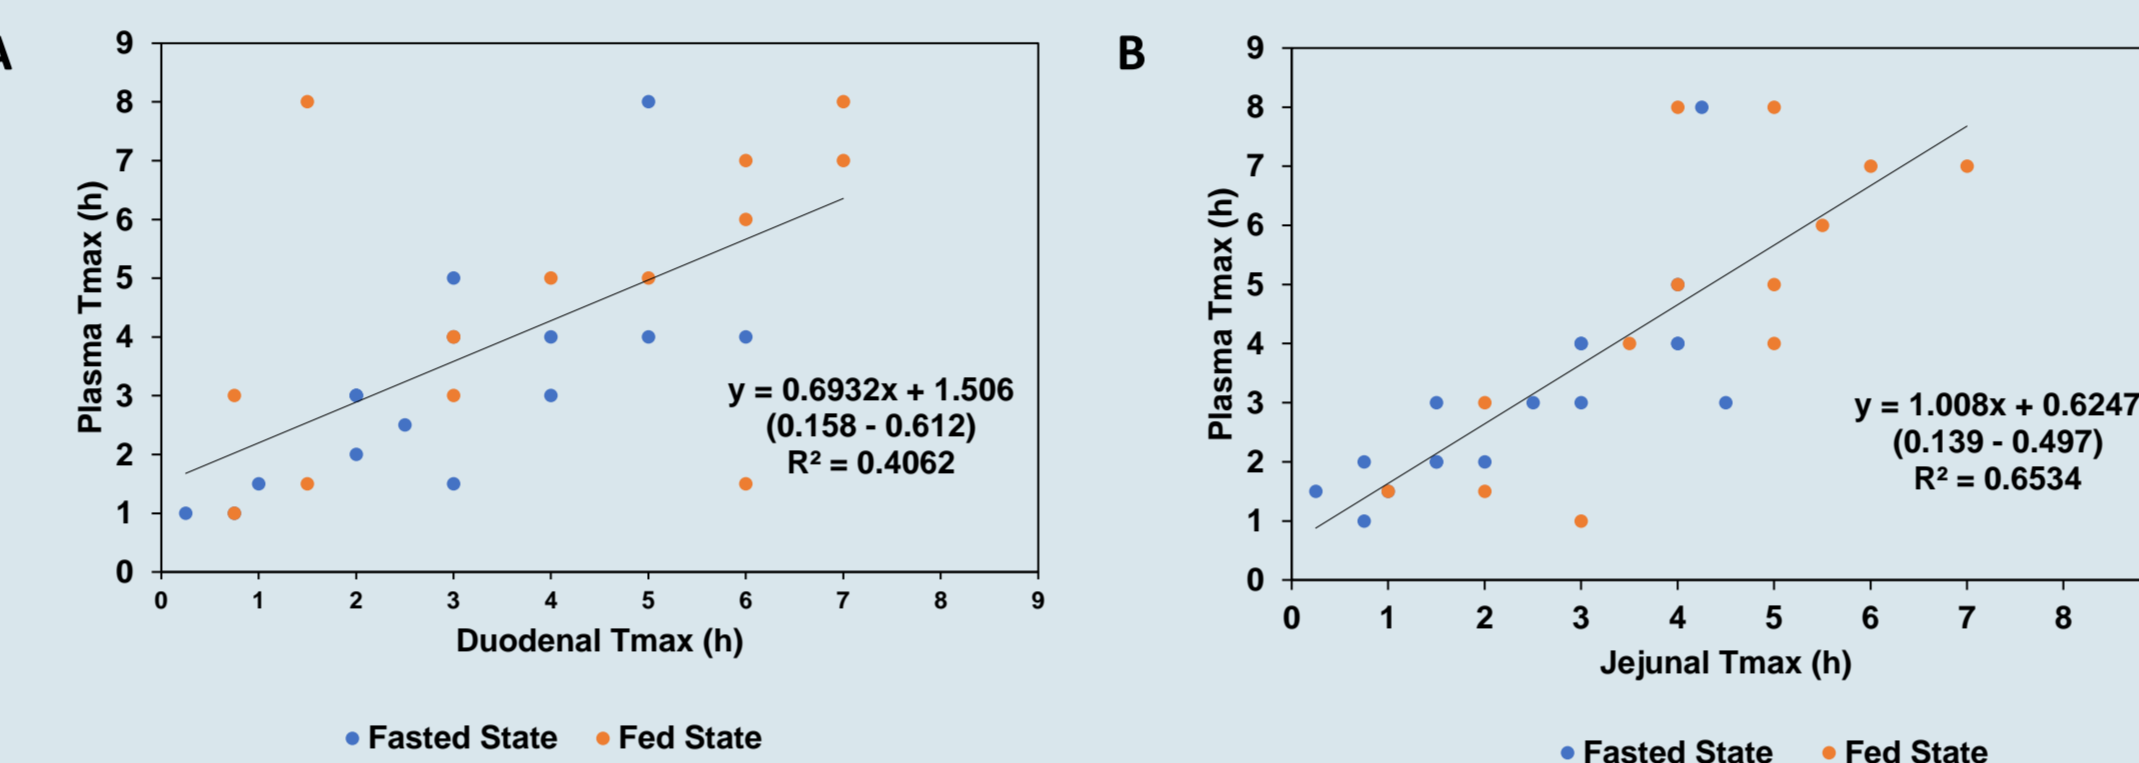 A
9
8
7
6
5
4
3
2
1
0
Plasma Tmax (h)
y = 0.6932x + 1.506
(0.158 - 0.612)
R² = 0.4062
0 1 2 3 4 5 6 7 8 9
Duodenal Tmax (h)
Fasted State Fed State
B
9
8
7
6
5
4
3
2
1
0
Plasma Tmax (h)
y = 1.008x + 0.6247
(0.139 - 0.497)
R² = 0.6534
0 1 2 3 4 5 6 7 8
Jejunal Tmax (h)
Fasted State Fed State